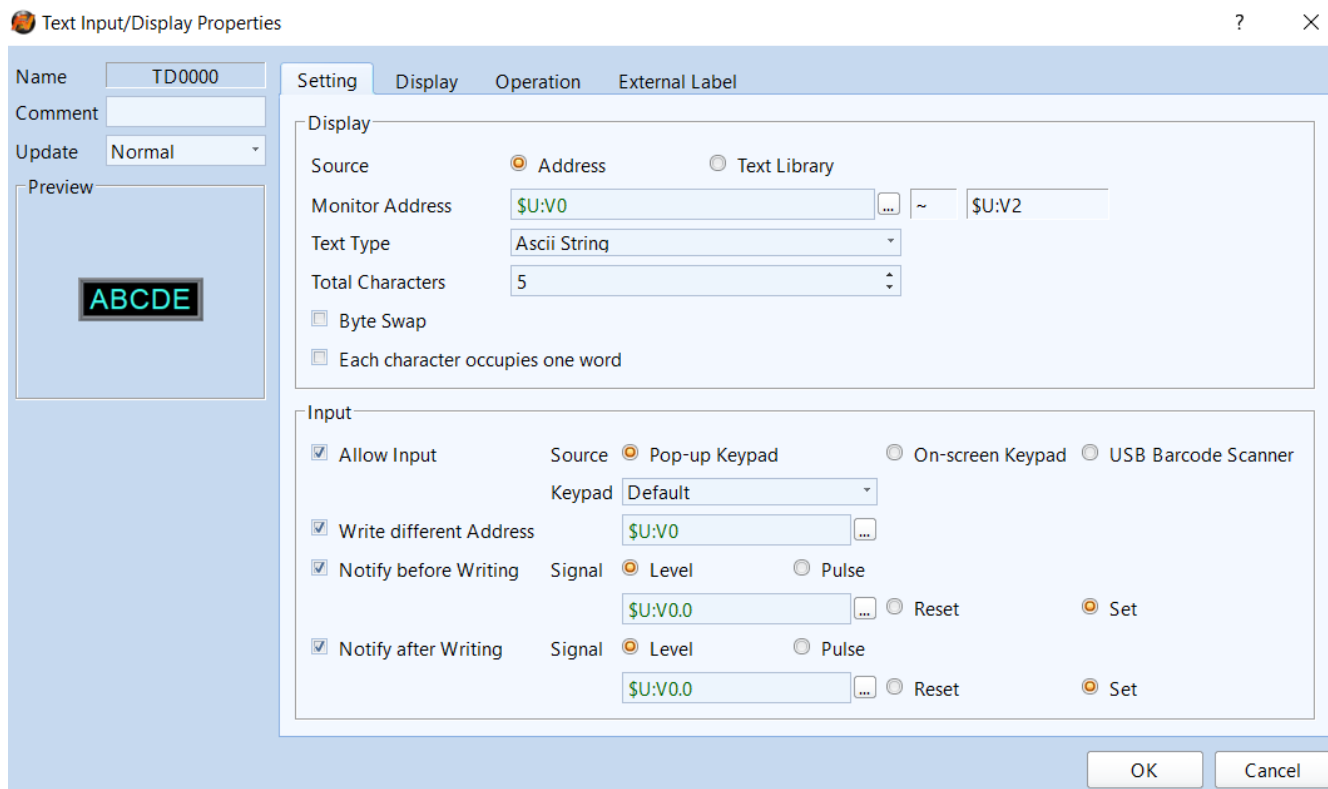 Text Input/Display Properties
?
Name TD0000
Comment
Update Normal
Preview
ABCDE
Setting Display Operation External Label
Display
Source Address Text Library
Monitor Address $U:V0 ... ~ $U:V2
Text Type Ascii String
Total Characters 5
Byte Swap
Each character occupies one word
Input
Allow Input Source Pop-up Keypad On-screen Keypad USB Barcode Scanner
Keypad Default
Write different Address $U:V0 ...
Notify before Writing Signal Level Pulse
$U:V0.0 ... Reset Set
Notify after Writing Signal Level Pulse
$U:V0.0 ... Reset Set
OK Cancel